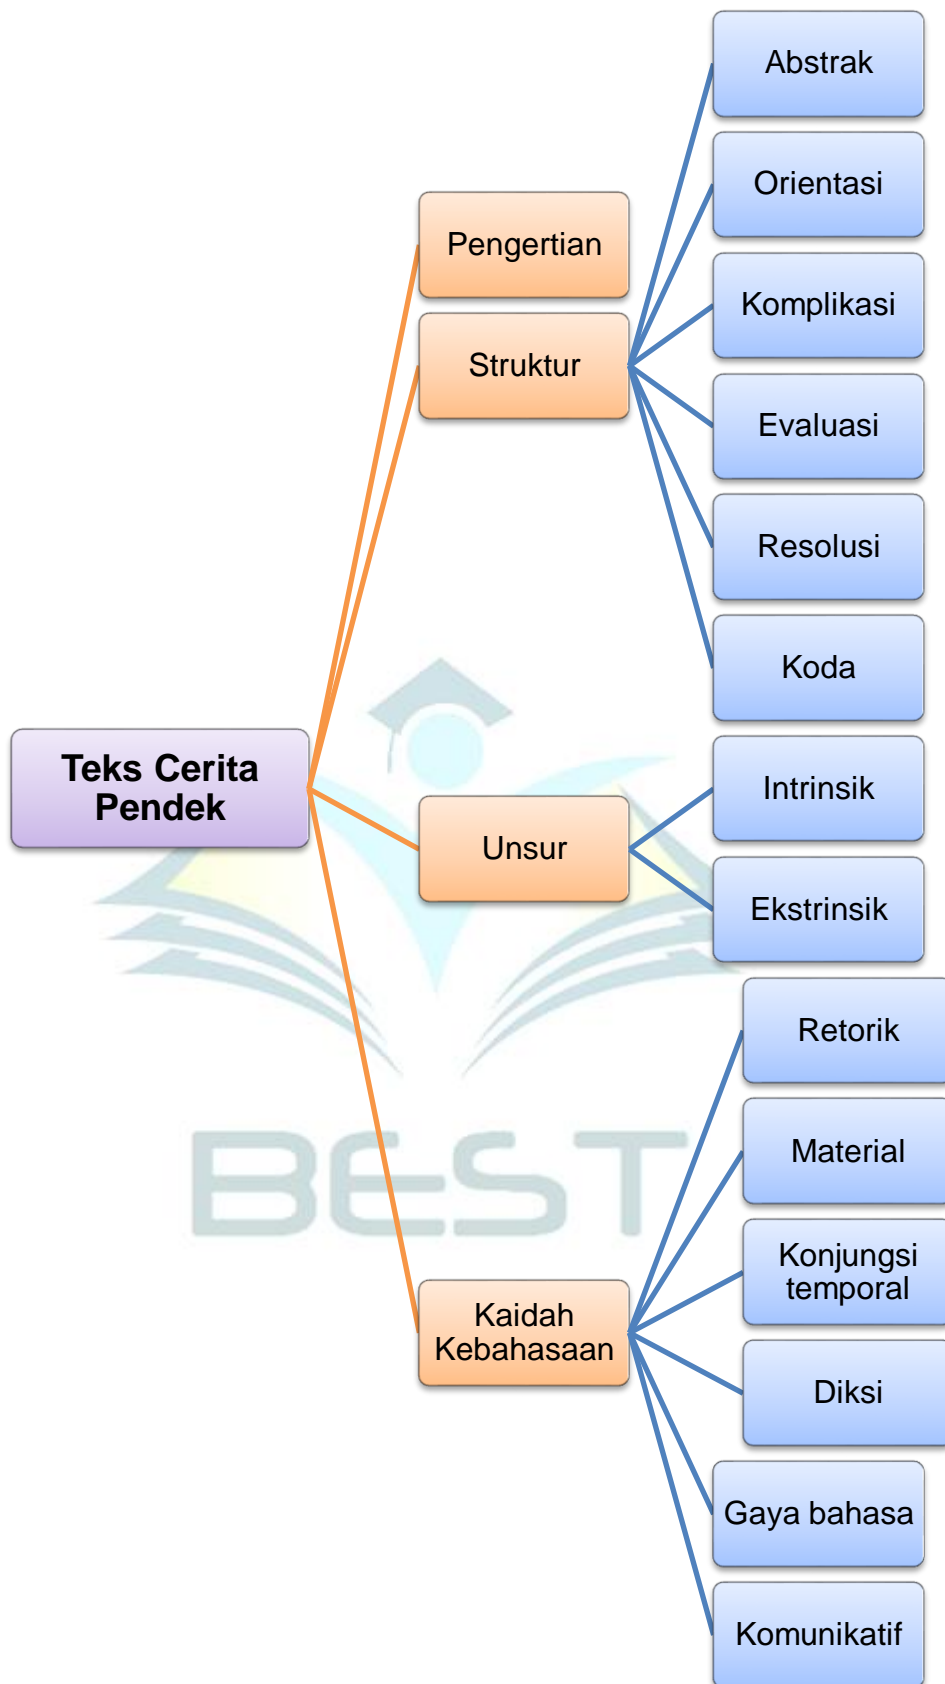 Teks Cerita
Pendek
Pengertian
Struktur
Abstrak
Orientasi
Komplikasi
Evaluasi
Resolusi
Koda
Unsur
Intrinsik
Ekstrinsik
Kaidah
Kebahasaan
Retorik
Material
Konjungsi
temporal
Diksi
Gaya bahasa
Komunikatif
BEST